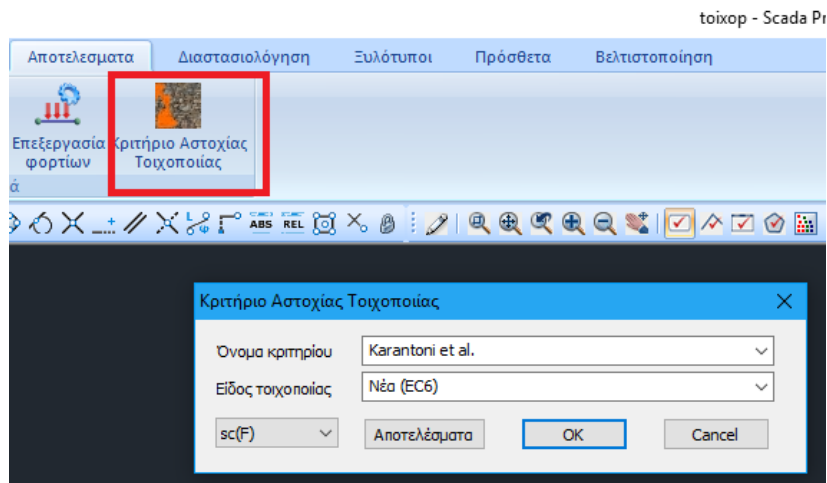 toixop - Scada Pr
Αποτελεσματα Διαστασιολόγηση Ξυλότυποι Πρόσθετα Βελτιστοποίηση
Επεξεργασία φορτίων
Κριτήριο Αστοχίας Τοιχοποιίας
ά
ABS REL
Κριτήριο Αστοχίας Τοιχοποιίας
Όνομα κριτηρίου Karantoni et al.
Είδος τοιχοποιίας Νέα (EC6)
sc(F) Αποτελέσματα OK Cancel